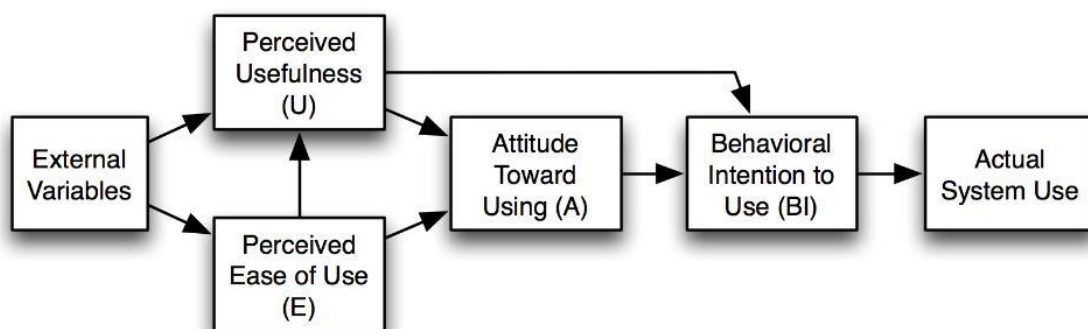 External
Variables
Perceived
Usefulness
(U)
Perceived
Ease of Use
(E)
Attitude
Toward
Using (A)
Behavioral
Intention to
Use (BI)
Actual
System Use